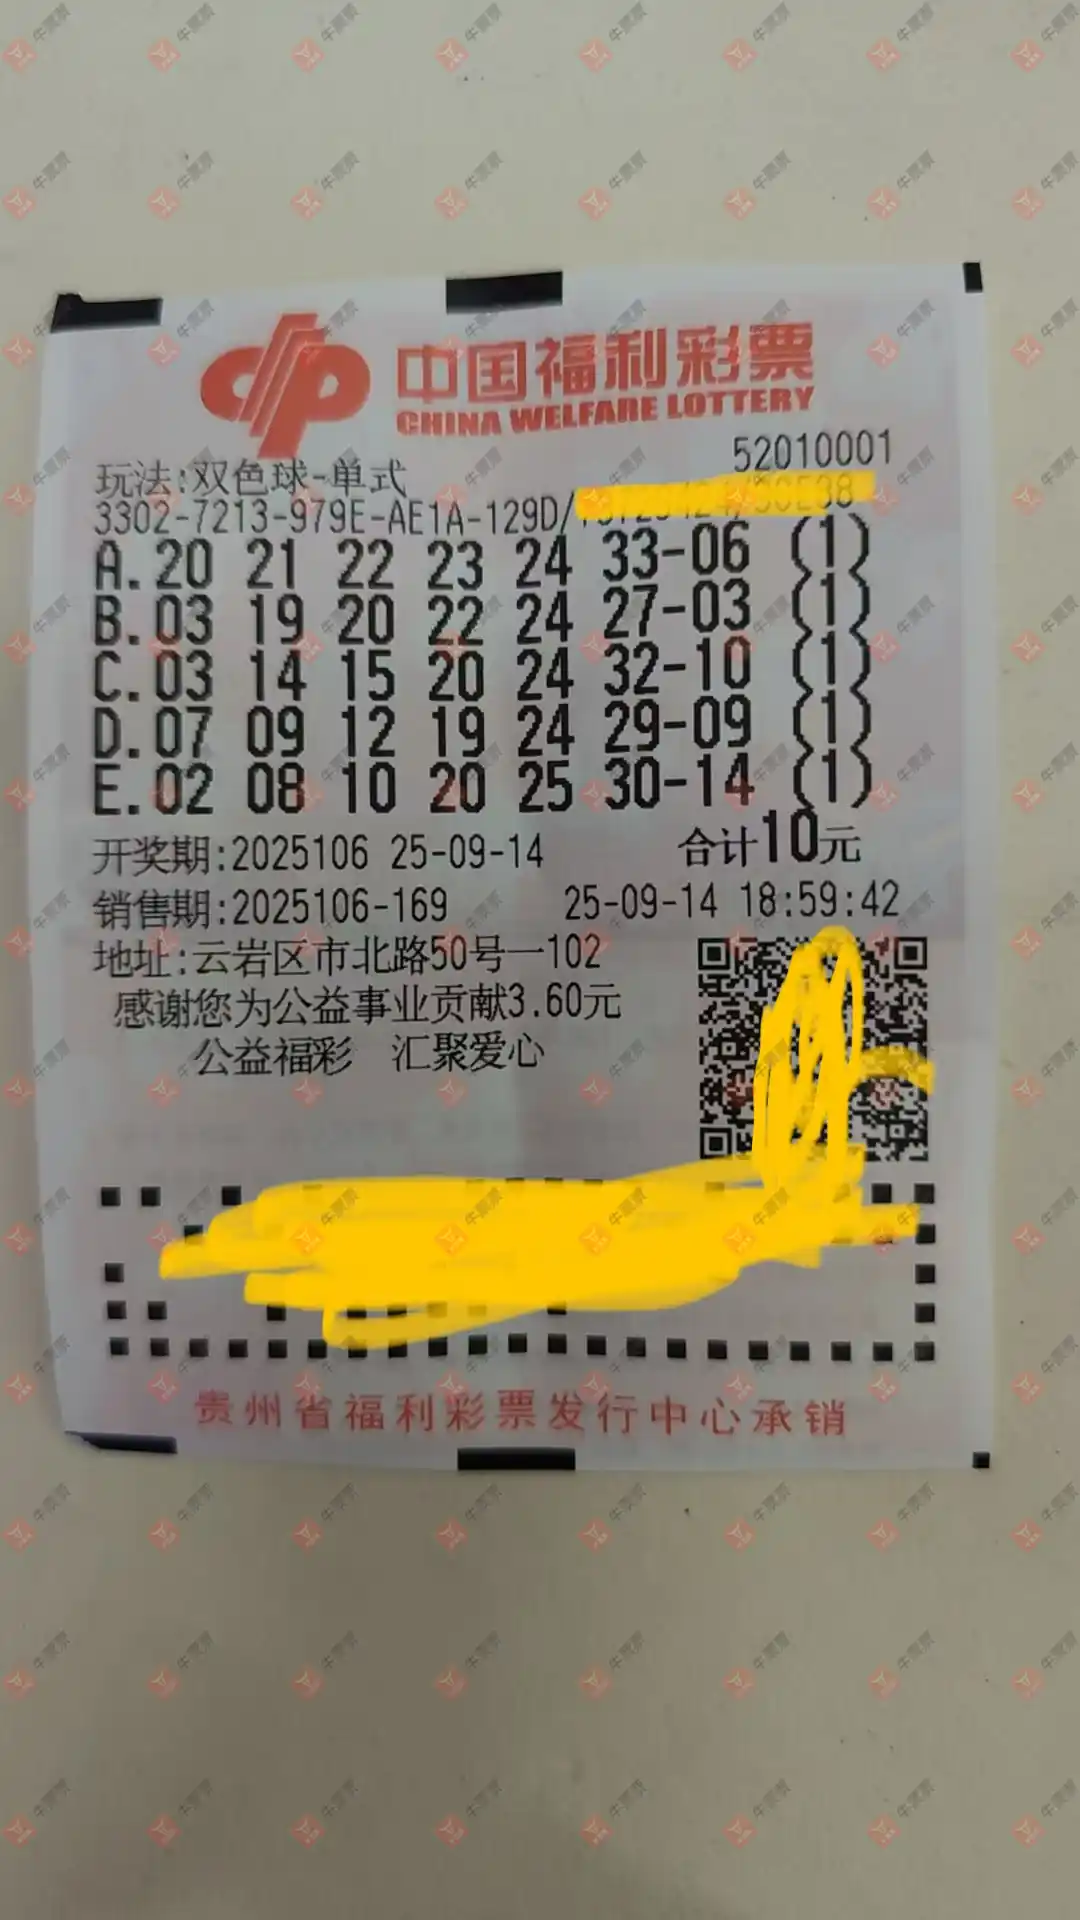 中国福利彩票
CHINA WELFARE LOTTERY
52010001
玩法:双色球-单式
3302-7213-979E-AE1A-129D/
A.20 21 22 23 24 33-06 (1)
B.03 19 20 22 24 27-03 (1)
C.03 14 15 20 24 32-10 (1)
D.07 09 12 19 24 29-09 (1)
E.02 08 10 20 25 30-14 (1)
开奖期:2025106 25-09-14 合计10元
销售期:2025106-169 25-09-14 18:59:42
地址:云岩区市北路50号一102
感谢您为公益事业贡献3.60元
公益福彩 汇聚爱心
贵州省福利彩票发行中心承销